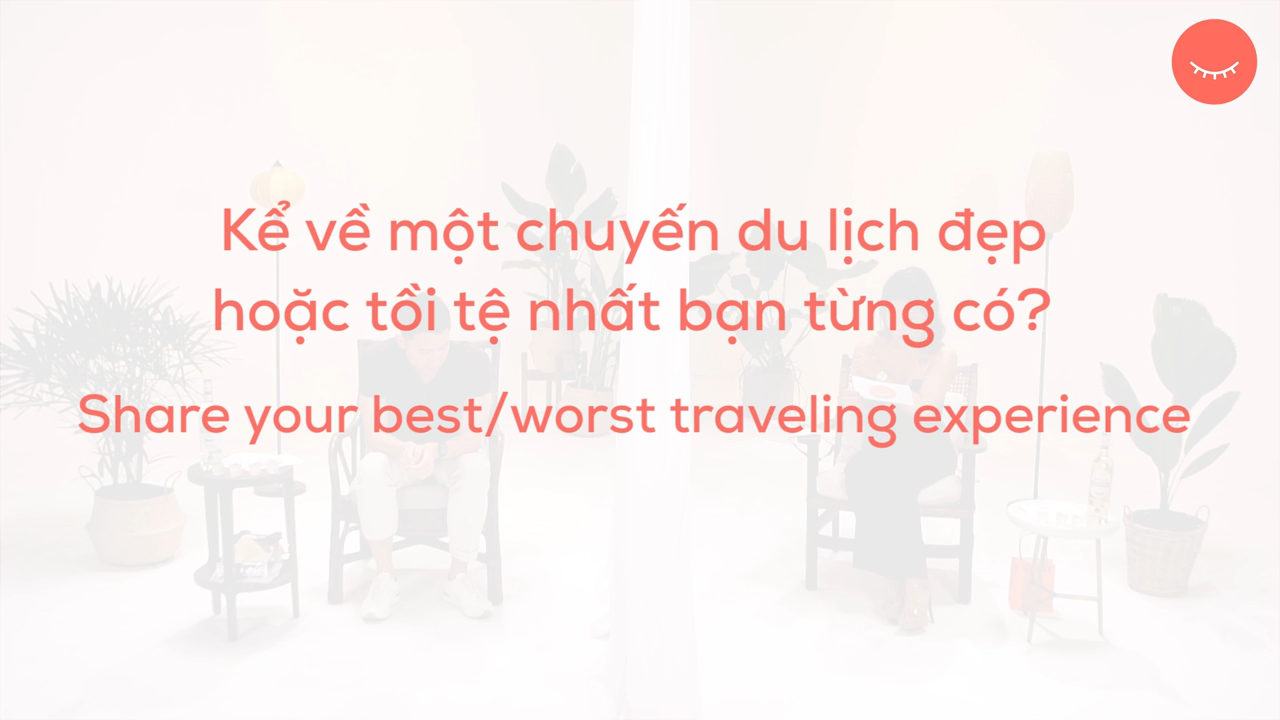 Kể về một chuyến du lịch đẹp
hoặc tồi tệ nhất bạn từng có?
Share your best/worst traveling experience